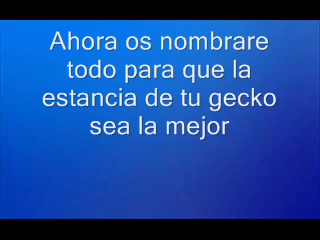 Ahora os nombrare
todo para que la
estancia de tu gecko
sea la mejor